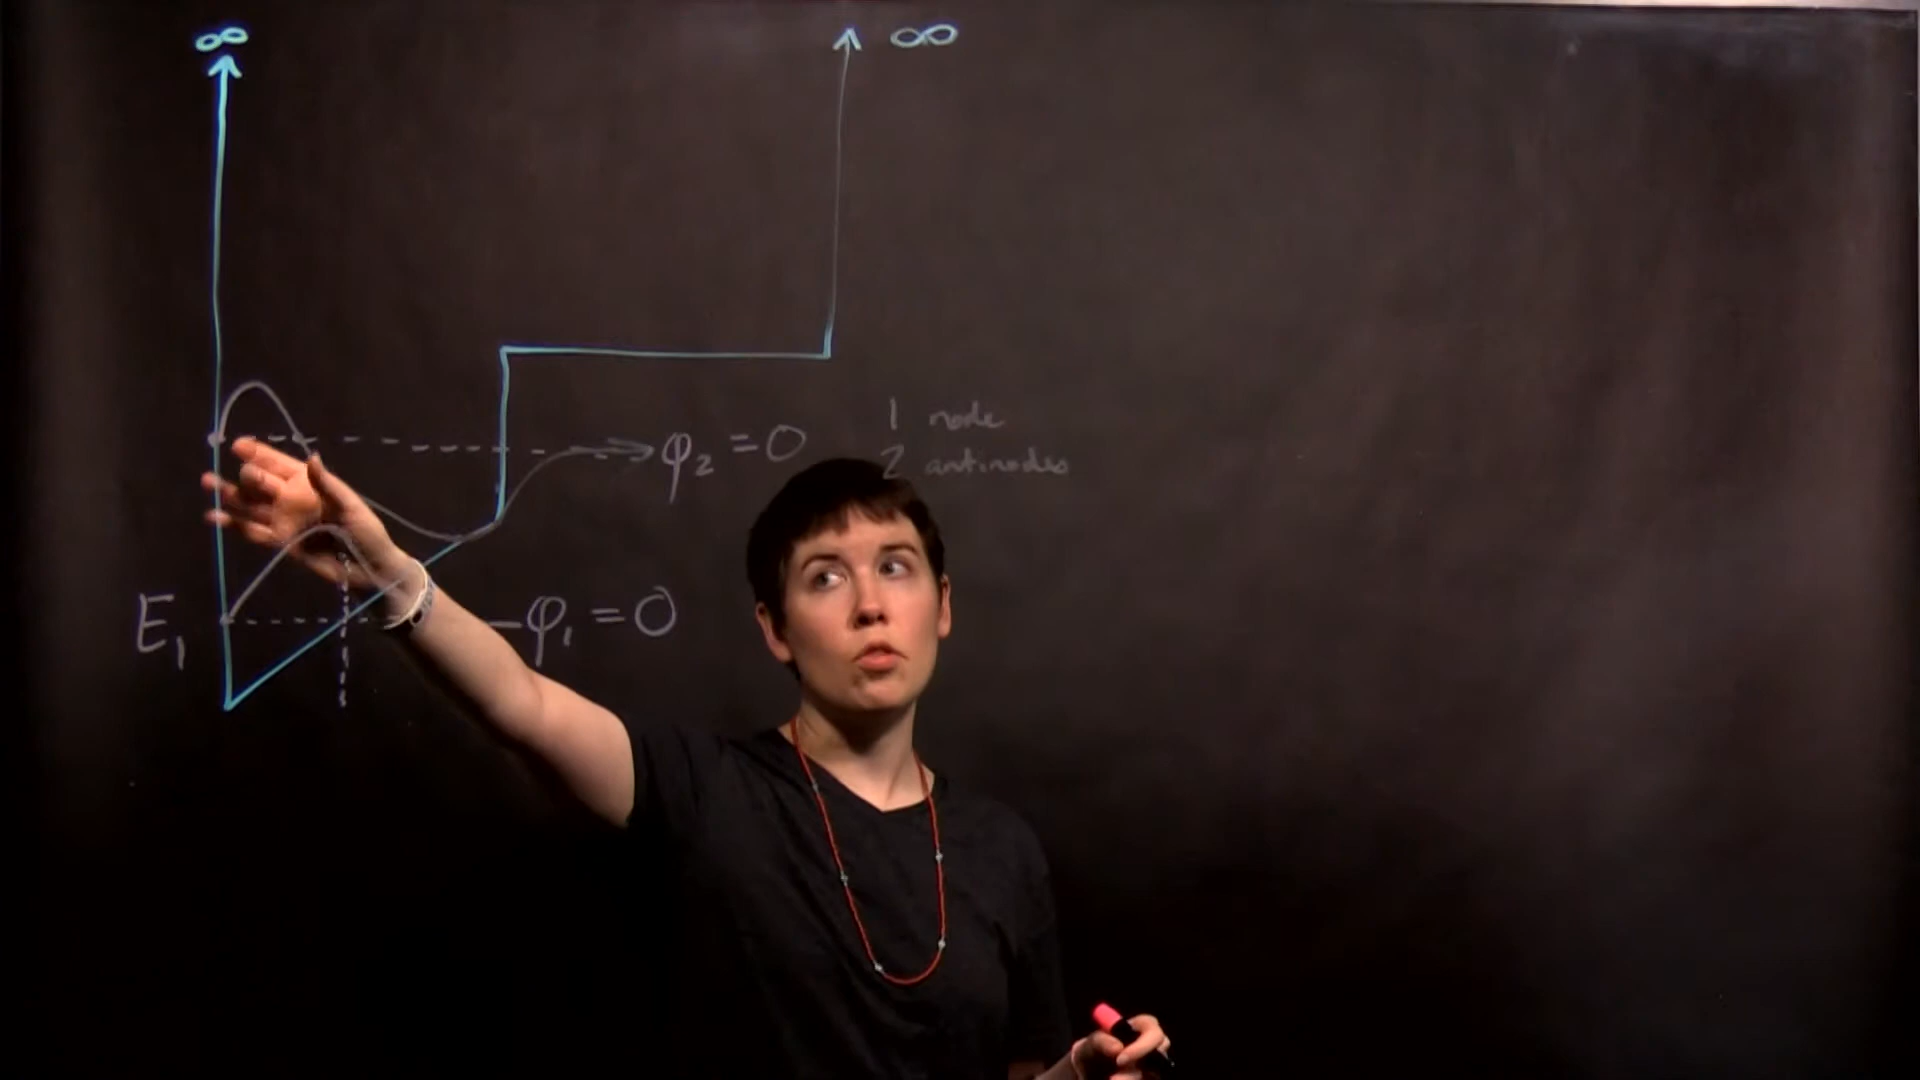 ∞
∞
φ₂ = 0
1 node
2 antinodes
E₁
φ₁ = 0